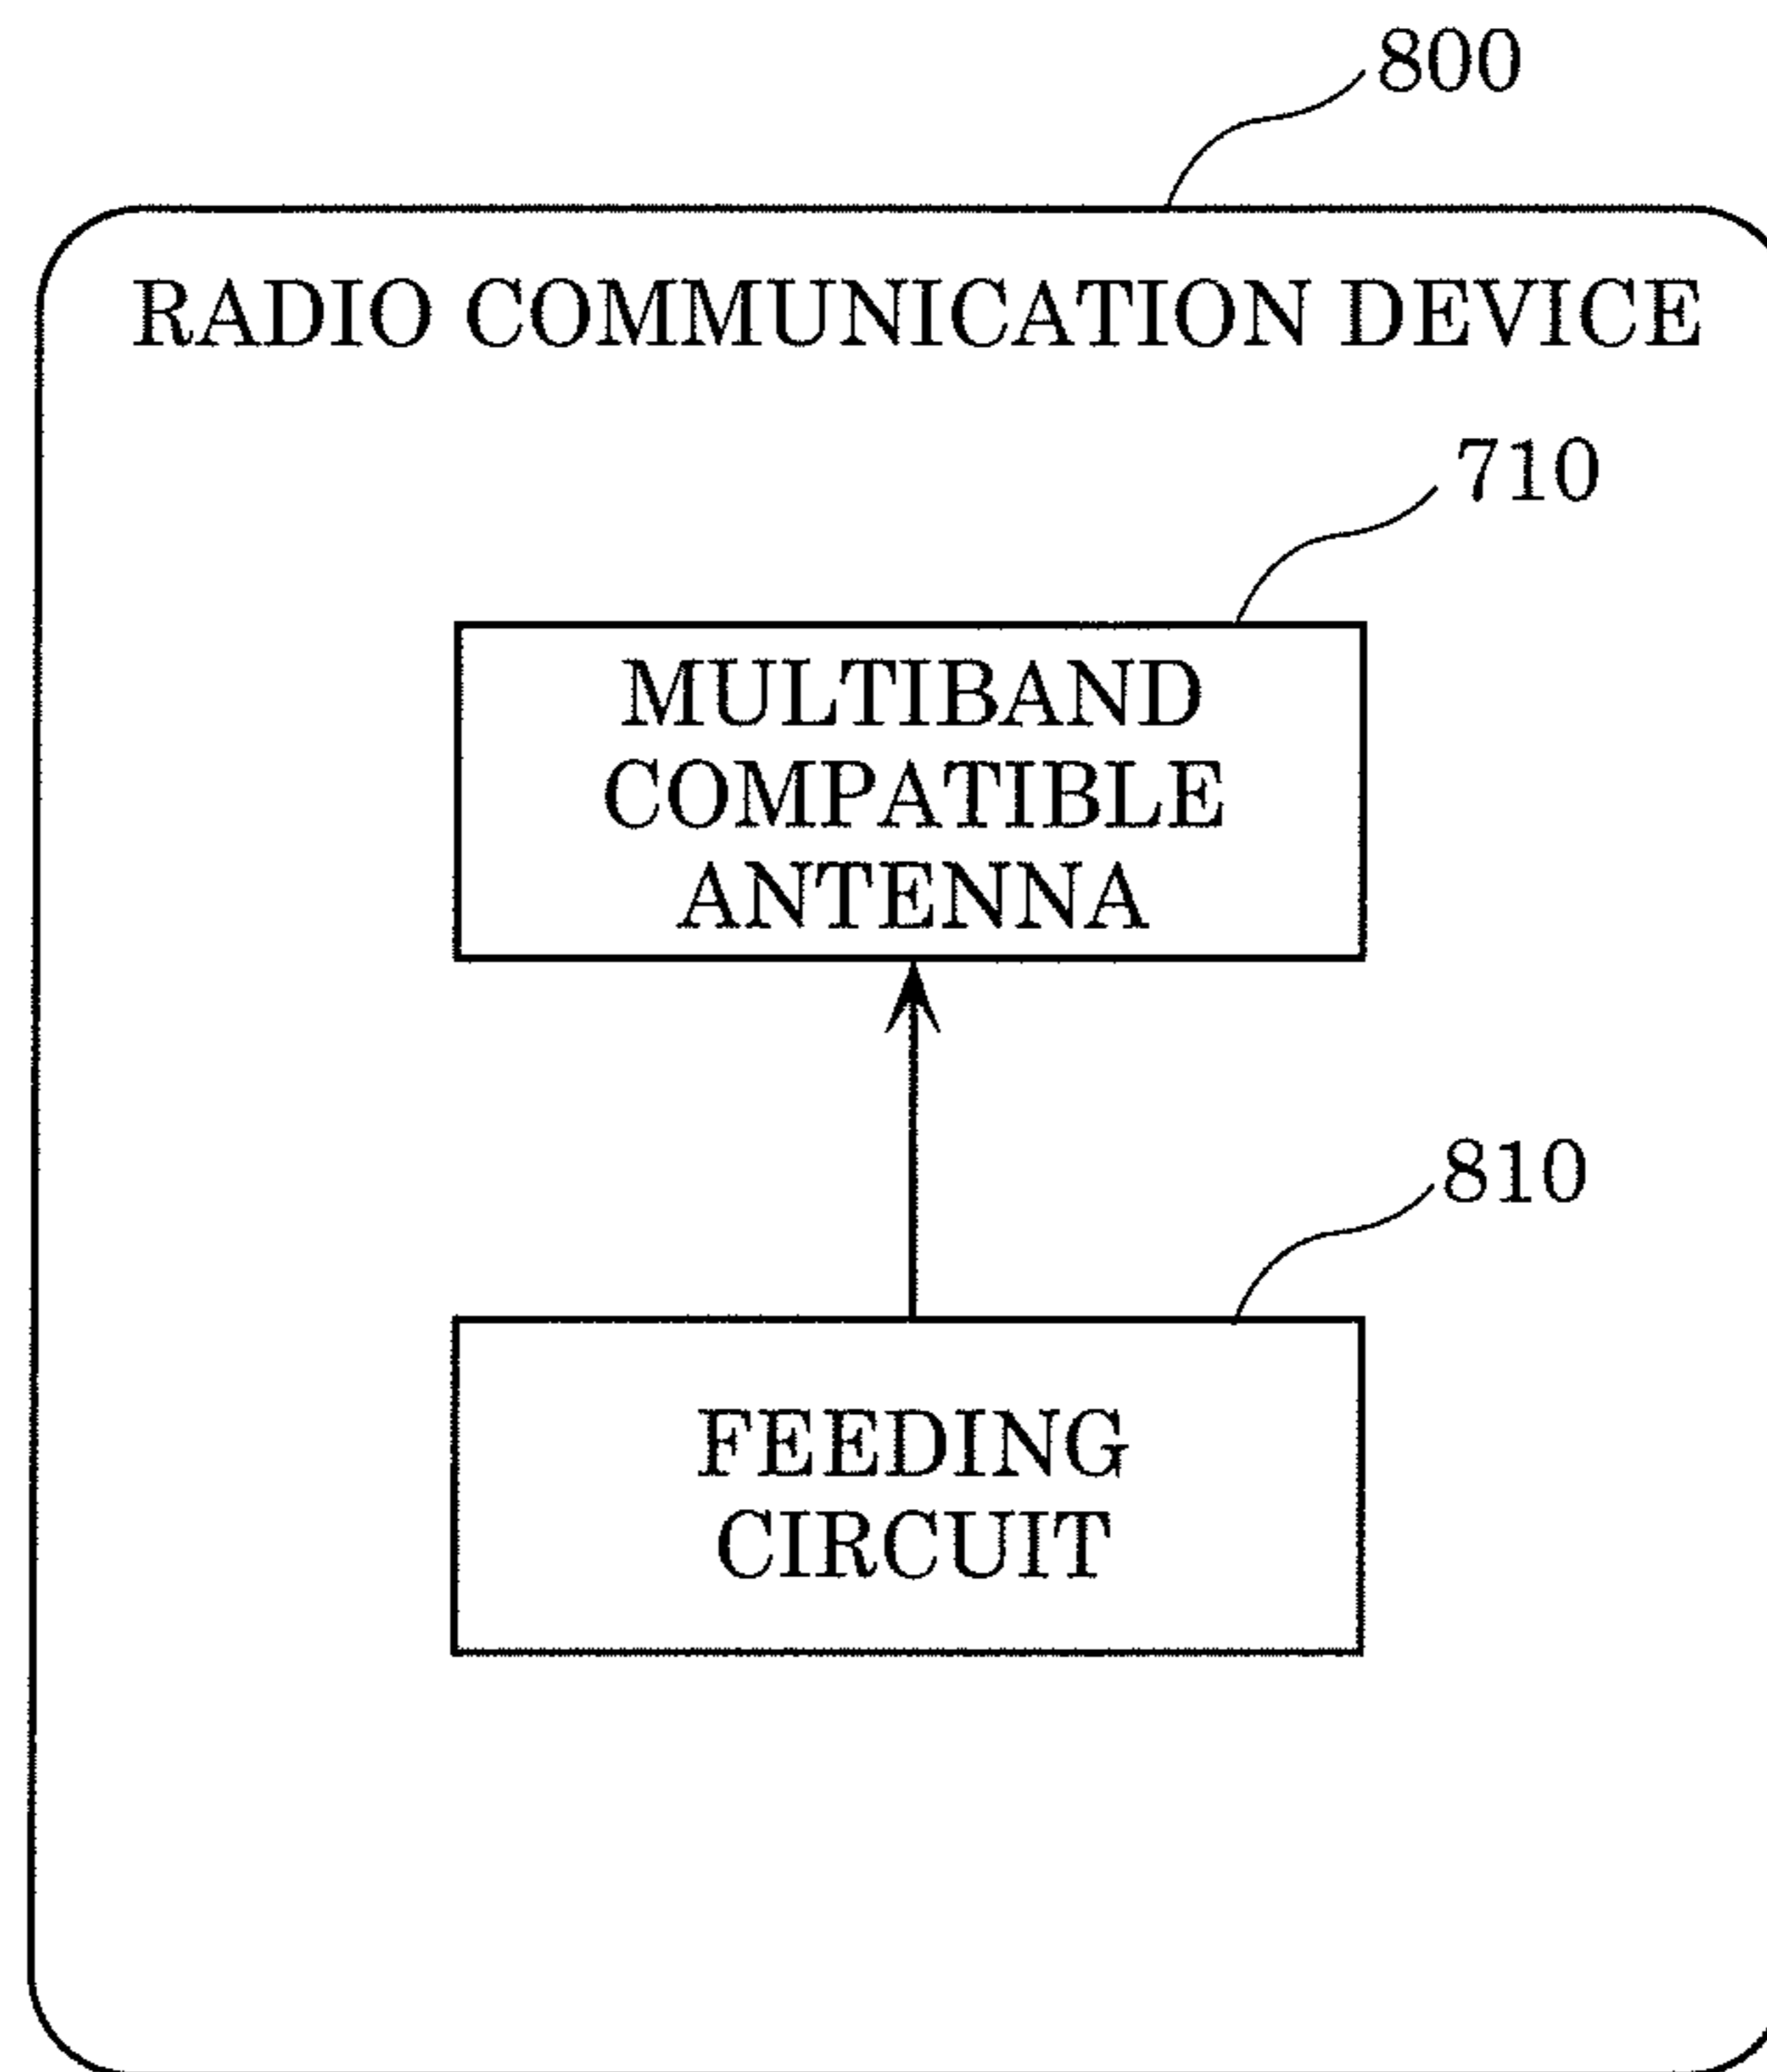 800
RADIO COMMUNICATION DEVICE
710
MULTIBAND
COMPATIBLE
ANTENNA
810
FEEDING
CIRCUIT